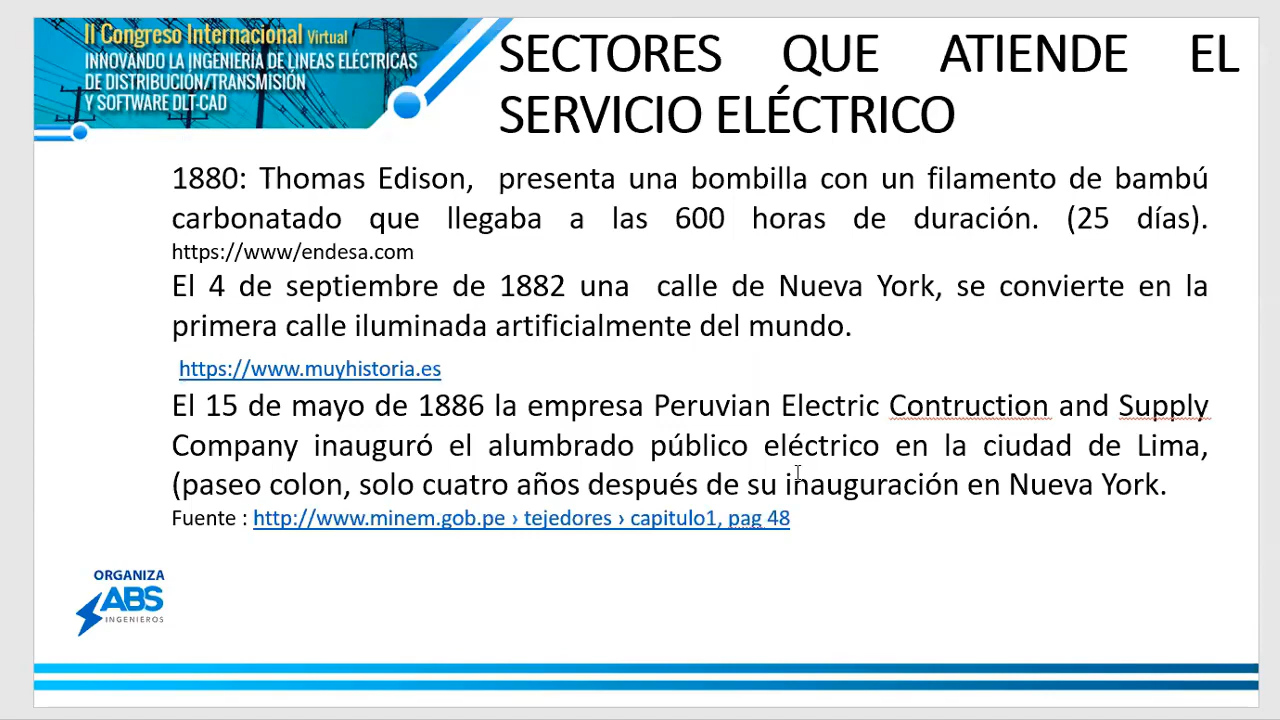 II Congreso Internacional Virtual
INNOVANDO LA INGENIERÍA DE LINEAS ELÉCTRICAS
DE DISTRIBUCIÓN/TRANSMISIÓN
Y SOFTWARE DLT-CAD
SECTORES QUE ATIENDE EL
SERVICIO ELÉCTRICO
1880: Thomas Edison, presenta una bombilla con un filamento de bambú
carbonatado que llegaba a las 600 horas de duración. (25 días).
https://www/endesa.com
El 4 de septiembre de 1882 una calle de Nueva York, se convierte en la
primera calle iluminada artificialmente del mundo.
https://www.muyhistoria.es
El 15 de mayo de 1886 la empresa Peruvian Electric Contruction and Supply
Company inauguró el alumbrado público eléctrico en la ciudad de Lima,
(paseo colon, solo cuatro años después de su inauguración en Nueva York.
Fuente : http://www.minem.gob.pe › tejedores › capitulo1, pag 48
ORGANIZA
ABS
INGENIEROS